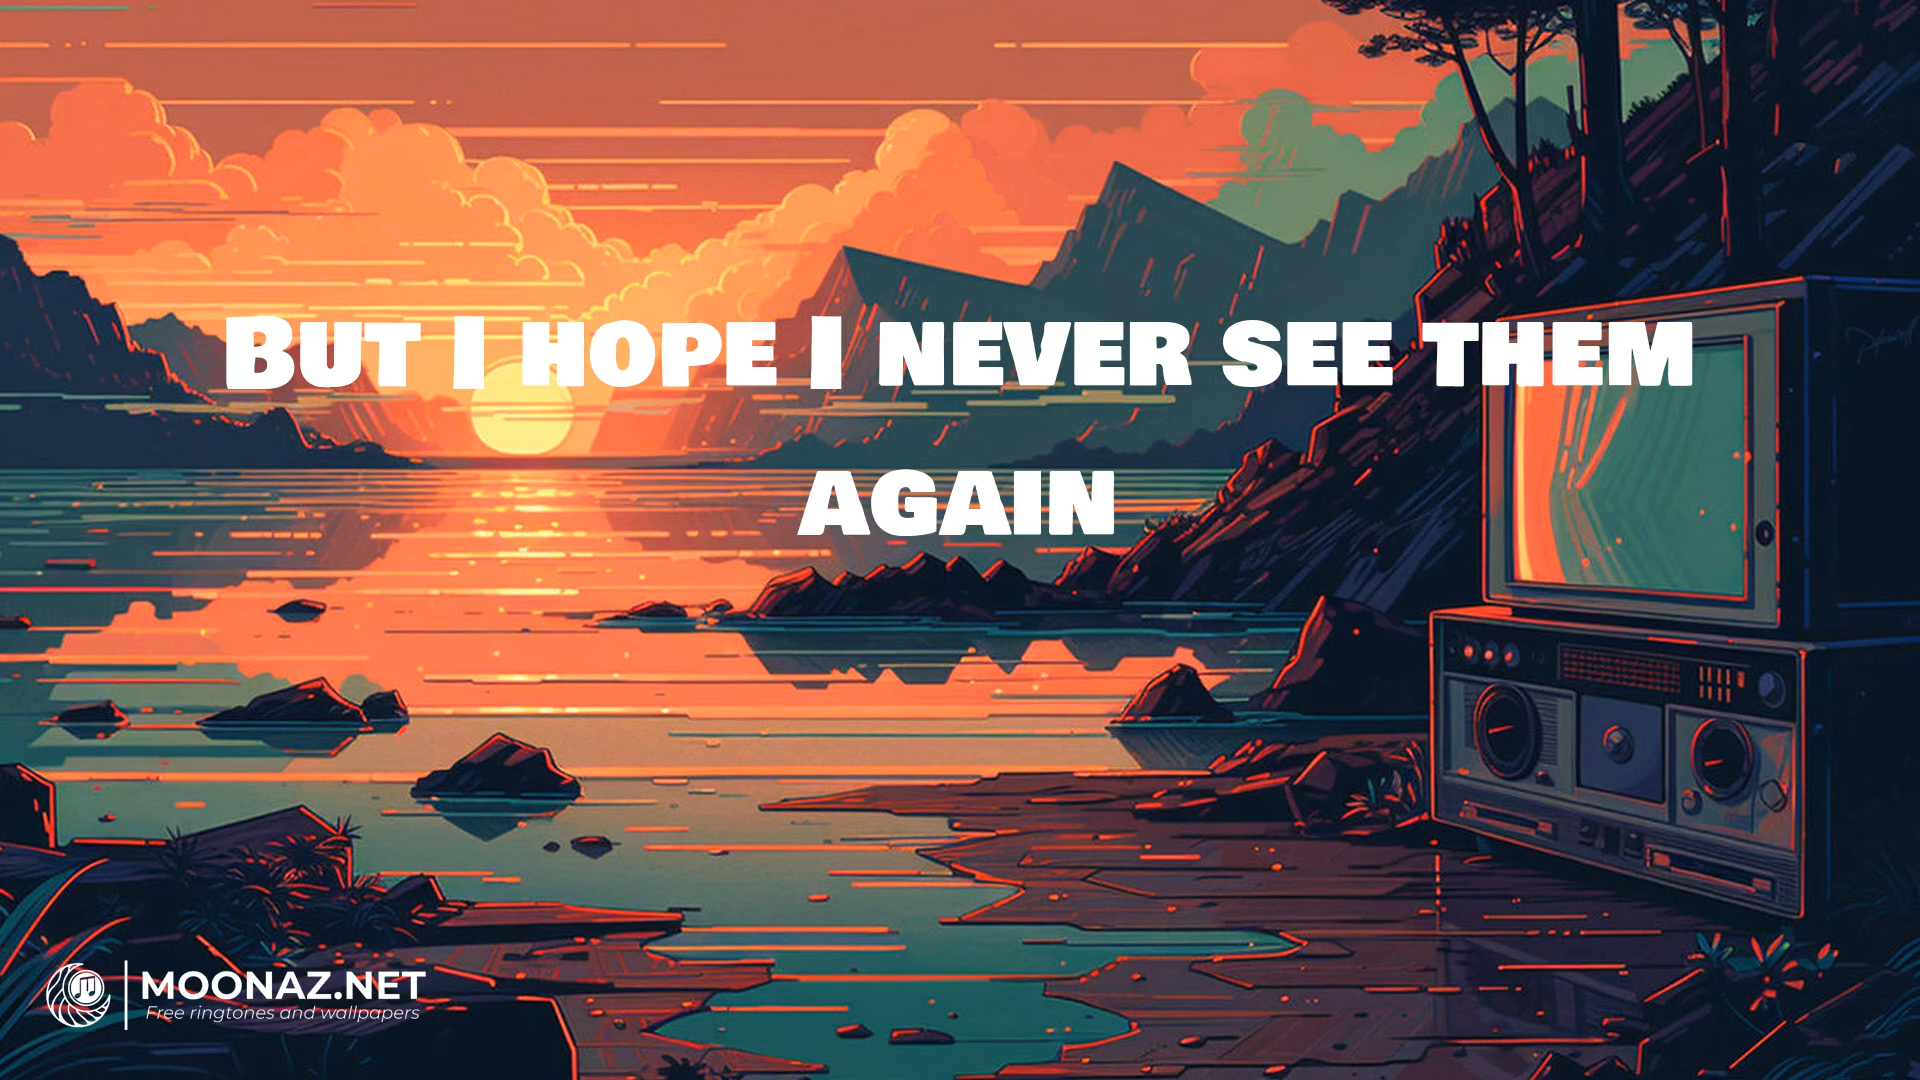 But I hope I never see them
again
MOONAZ.NET
Free ringtones and wallpapers